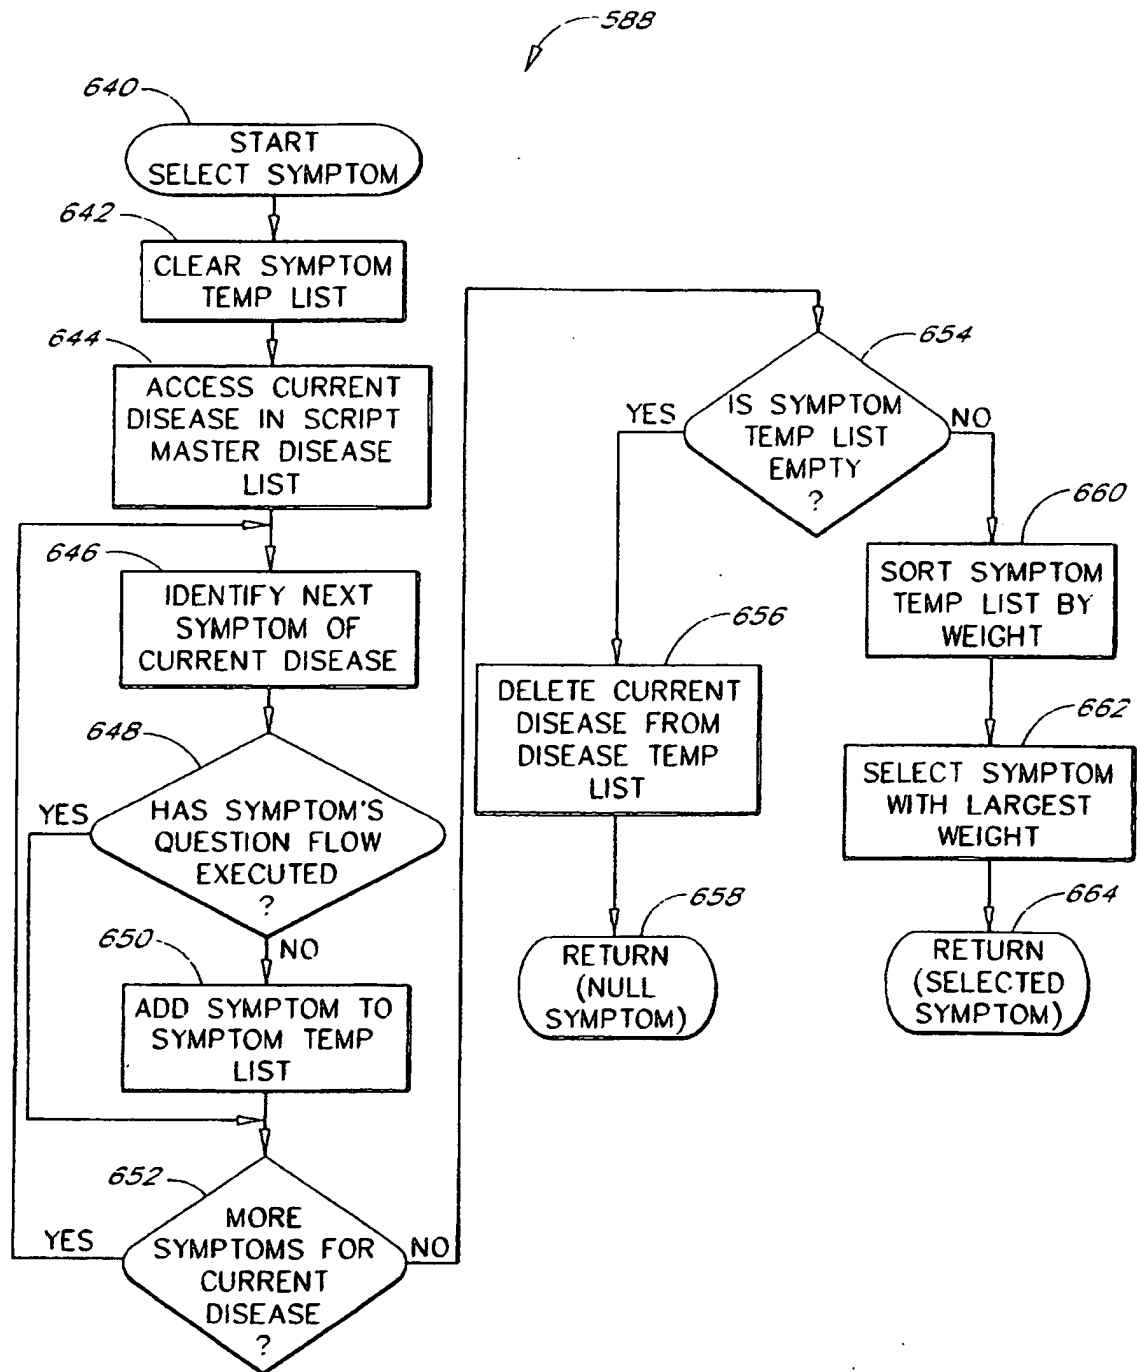 588
640
START
SELECT SYMPTOM
642
CLEAR SYMPTOM
TEMP LIST
644
ACCESS CURRENT
DISEASE IN SCRIPT
MASTER DISEASE
LIST
646
IDENTIFY NEXT
SYMPTOM OF
CURRENT DISEASE
648
YES
HAS SYMPTOM'S
QUESTION FLOW
EXECUTED
?
NO
650
ADD SYMPTOM TO
SYMPTOM TEMP
LIST
652
YES
MORE
SYMPTOMS FOR
CURRENT
DISEASE
?
NO
654
YES
IS SYMPTOM
TEMP LIST
EMPTY
?
NO
656
DELETE CURRENT
DISEASE FROM
DISEASE TEMP
LIST
658
RETURN
(NULL
SYMPTOM)
660
SORT SYMPTOM
TEMP LIST BY
WEIGHT
662
SELECT SYMPTOM
WITH LARGEST
WEIGHT
664
RETURN
(SELECTED
SYMPTOM)